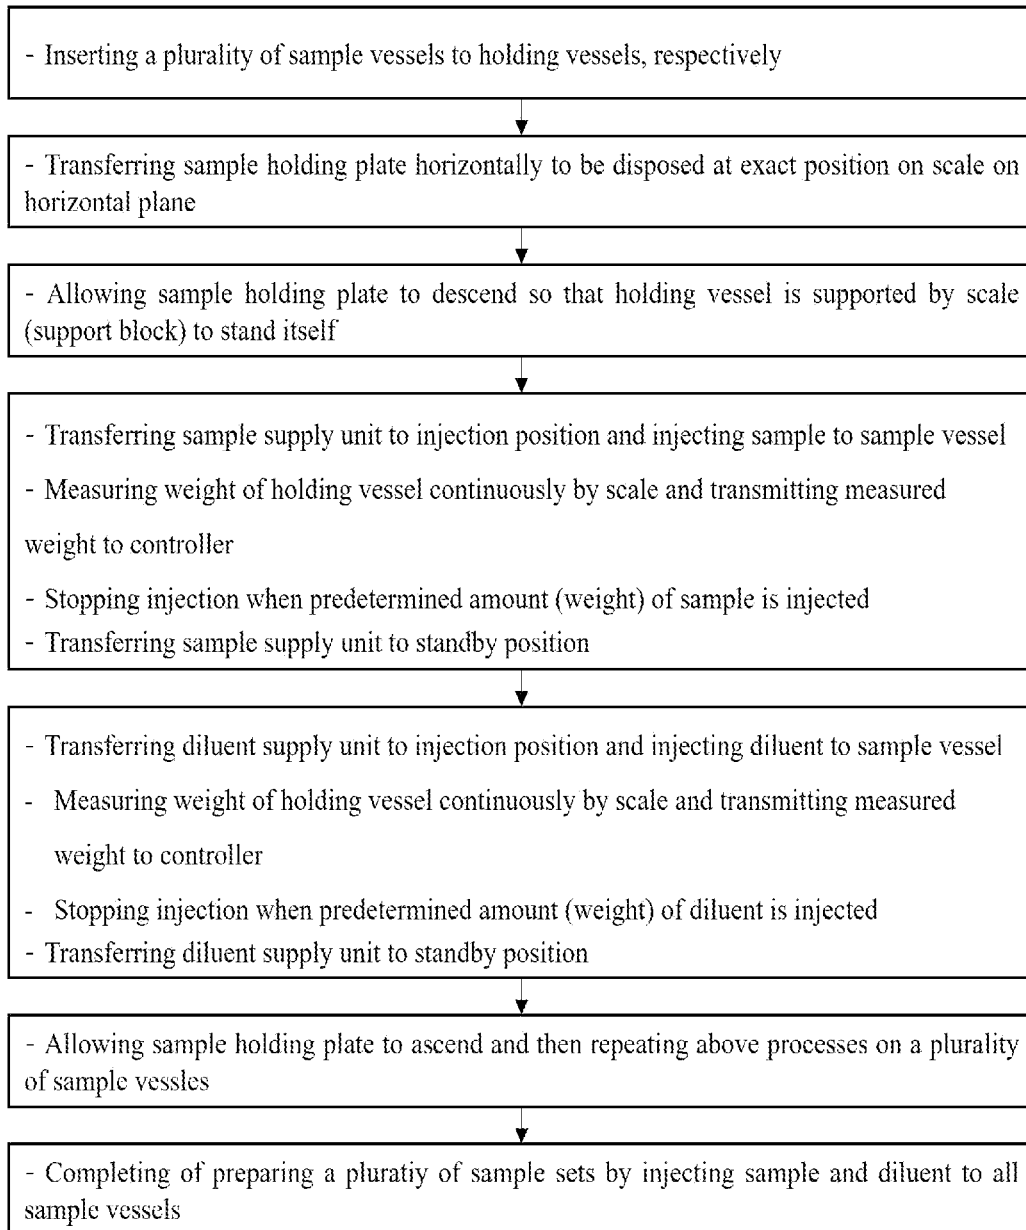 - Inserting a plurality of sample vessels to holding vessels, respectively
- Transferring sample holding plate horizontally to be disposed at exact position on scale on
horizontal plane
- Allowing sample holding plate to descend so that holding vessel is supported by scale
(support block) to stand itself
- Transferring sample supply unit to injection position and injecting sample to sample vessel
- Measuring weight of holding vessel continuously by scale and transmitting measured
weight to controller
- Stopping injection when predetermined amount (weight) of sample is injected
- Transferring sample supply unit to standby position
- Transferring diluent supply unit to injection position and injecting diluent to sample vessel
- Measuring weight of holding vessel continuously by scale and transmitting measured
weight to controller
- Stopping injection when predetermined amount (weight) of diluent is injected
- Transferring diluent supply unit to standby position
- Allowing sample holding plate to ascend and then repeating above processes on a plurality
of sample vessles
- Completing of preparing a pluratiy of sample sets by injecting sample and diluent to all
sample vessels